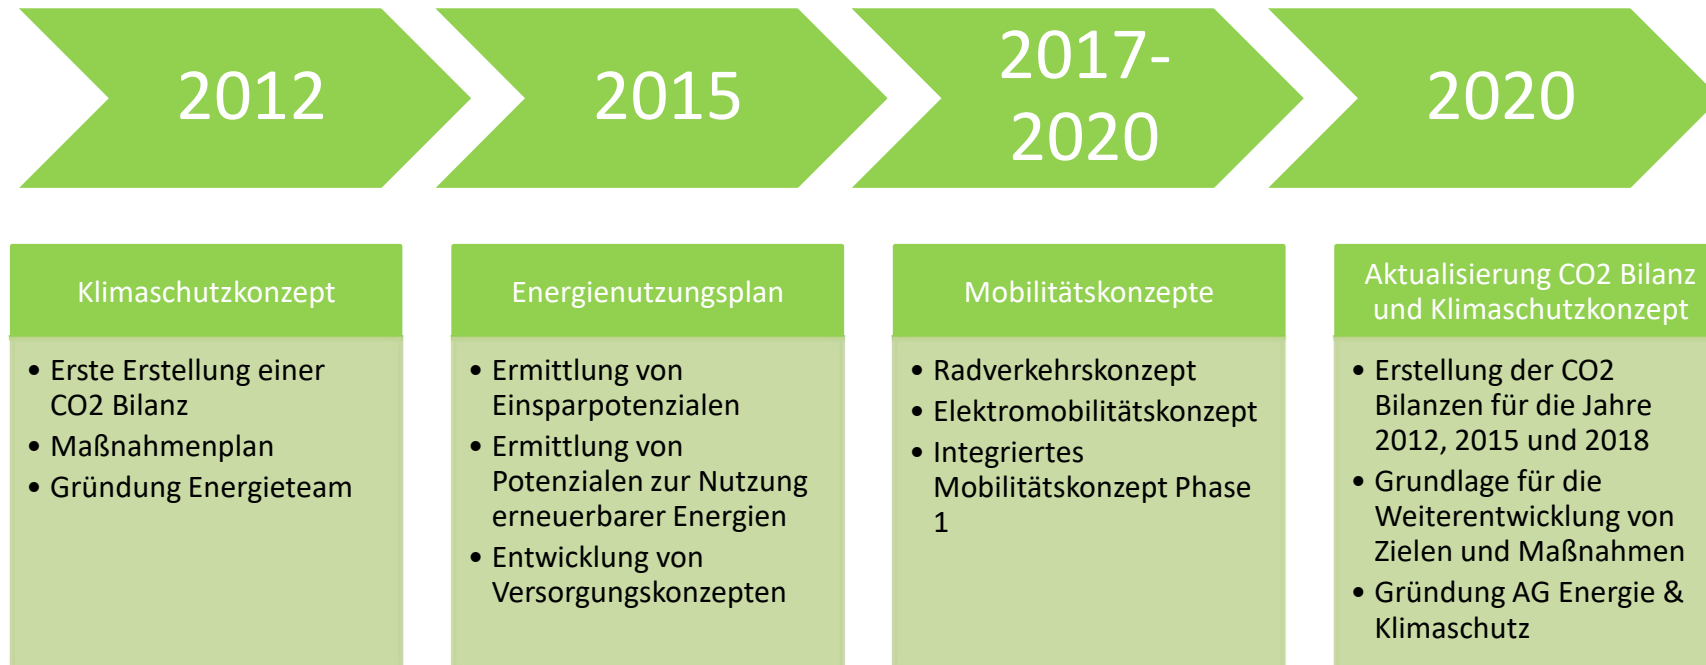 2012
2015
2017-
2020
2020
Klimaschutzkonzept
• Erste Erstellung einer
CO2 Bilanz
• Maßnahmenplan
• Gründung Energieteam
Energienutzungsplan
• Ermittlung von
Einsparpotenzialen
• Ermittlung von
Potenzialen zur Nutzung
erneuerbarer Energien
• Entwicklung von
Versorgungskonzepten
Mobilitätskonzepte
• Radverkehrskonzept
• Elektromobilitätskonzept
• Integriertes
Mobilitätskonzept Phase
1
Aktualisierung CO2 Bilanz
und Klimaschutzkonzept
• Erstellung der CO2
Bilanzen für die Jahre
2012, 2015 und 2018
• Grundlage für die
Weiterentwicklung von
Zielen und Maßnahmen
• Gründung AG Energie &
Klimaschutz